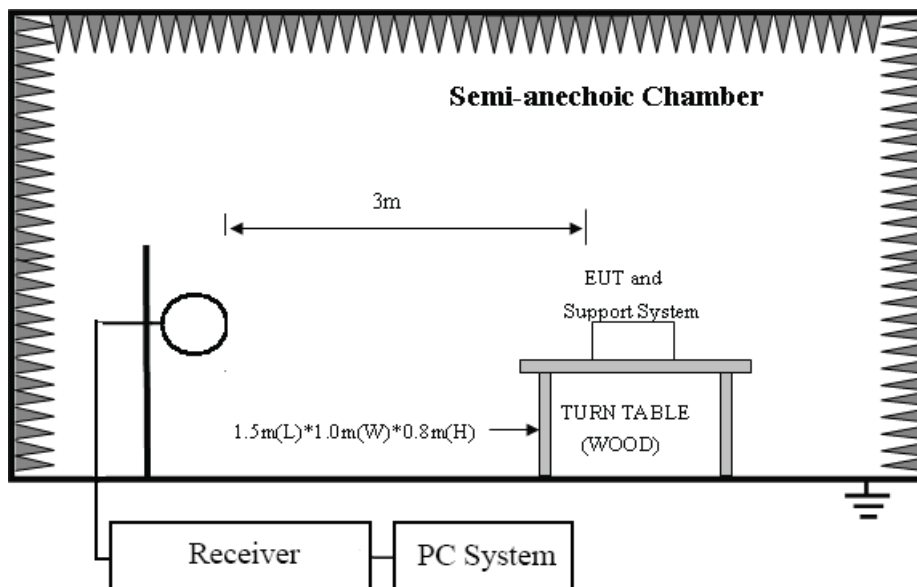 Semi-anechoic Chamber
3m
EUT and
Support System
1.5m(L)*1.0m(W)*0.8m(H)
TURN TABLE
(WOOD)
Receiver
PC System